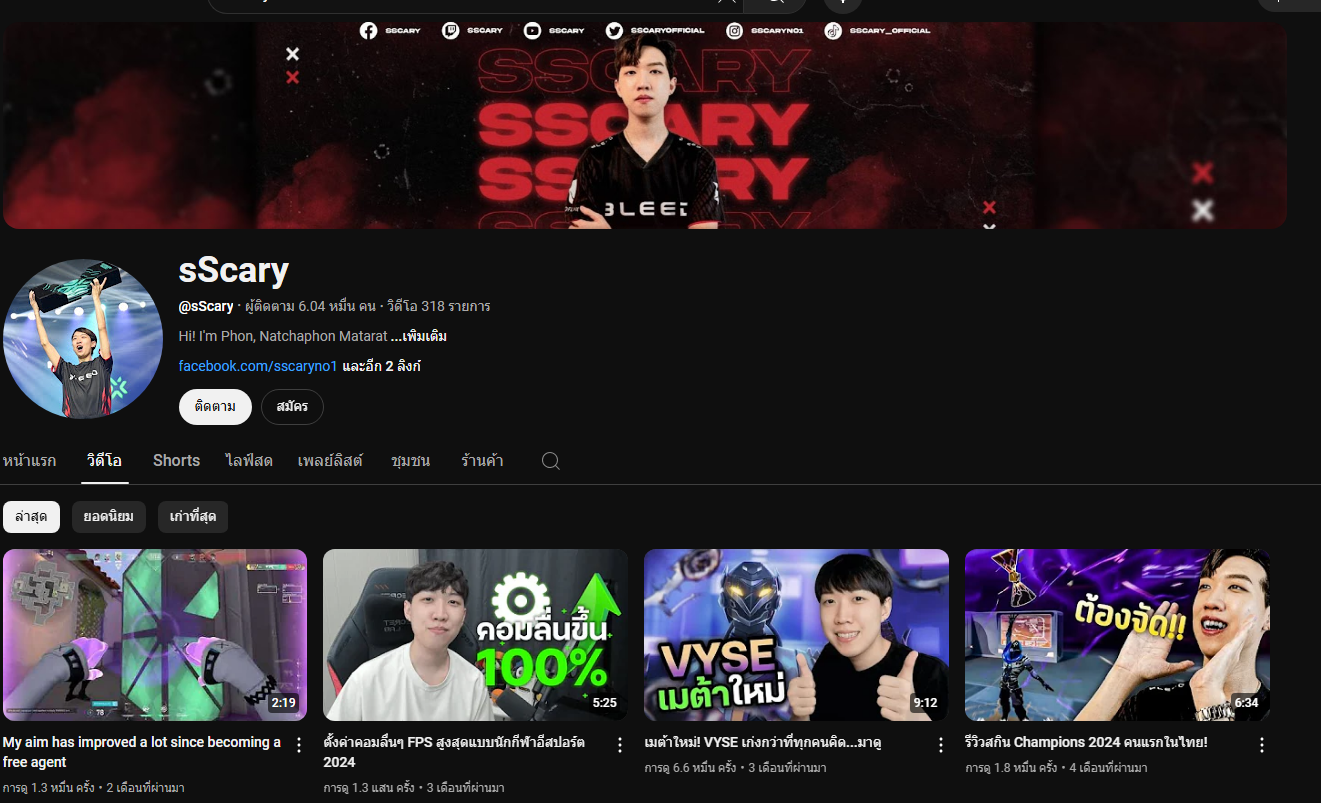 SSCARY SSCARY SSCARY SSCARYOFFICIAL SSCARYNO1 SSCARY_OFFICIAL
SSCARY
SSCARY
SSCARY
BLEED
sScary
@sScary · ผู้ติดตาม 6.04 หมื่น คน · วิดีโอ 318 รายการ
Hi! I'm Phon, Natchaphon Matarat ...เพิ่มเติม
facebook.com/sscaryno1 และอีก 2 ลิงก์
ติดตาม สมัคร
หน้าแรก วิดีโอ Shorts ไลฟ์สด เพลย์ลิสต์ ชุมชน ร้านค้า
ล่าสุด ยอดนิยม เก่าที่สุด
78
2:19
คอมลื่นขึ้น
100%
5:25
VYSE
เมต้าใหม่
9:12
ต้องจัด!!
6:34
My aim has improved a lot since becoming a
free agent
การดู 1.3 หมื่น ครั้ง • 2 เดือนที่ผ่านมา
ตั้งค่าคอมลื่นๆ FPS สูงสุดแบบนักกีฬาอีสปอร์ต
2024
การดู 1.3 แสน ครั้ง • 3 เดือนที่ผ่านมา
เมต้าใหม่! VYSE เก่งกว่าที่ทุกคนคิด...มาดู
การดู 6.6 หมื่น ครั้ง • 3 เดือนที่ผ่านมา
รีวิวสกิน Champions 2024 คนแรกในไทย!
การดู 1.8 หมื่น ครั้ง • 4 เดือนที่ผ่านมา